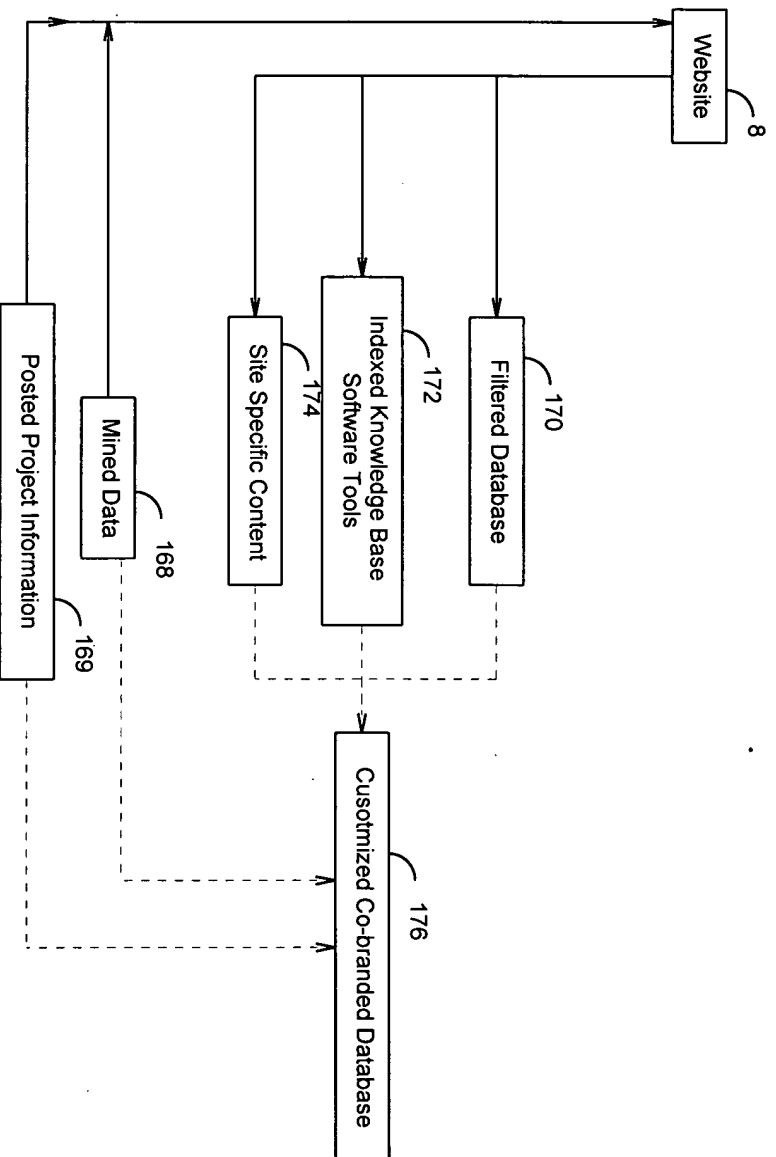 Website
8
Filtered Database
170
Indexed Knowledge Base
Software Tools
172
Site Specific Content
174
Mined Data
168
Posted Project Information
169
Cusotmized Co-branded Database
176